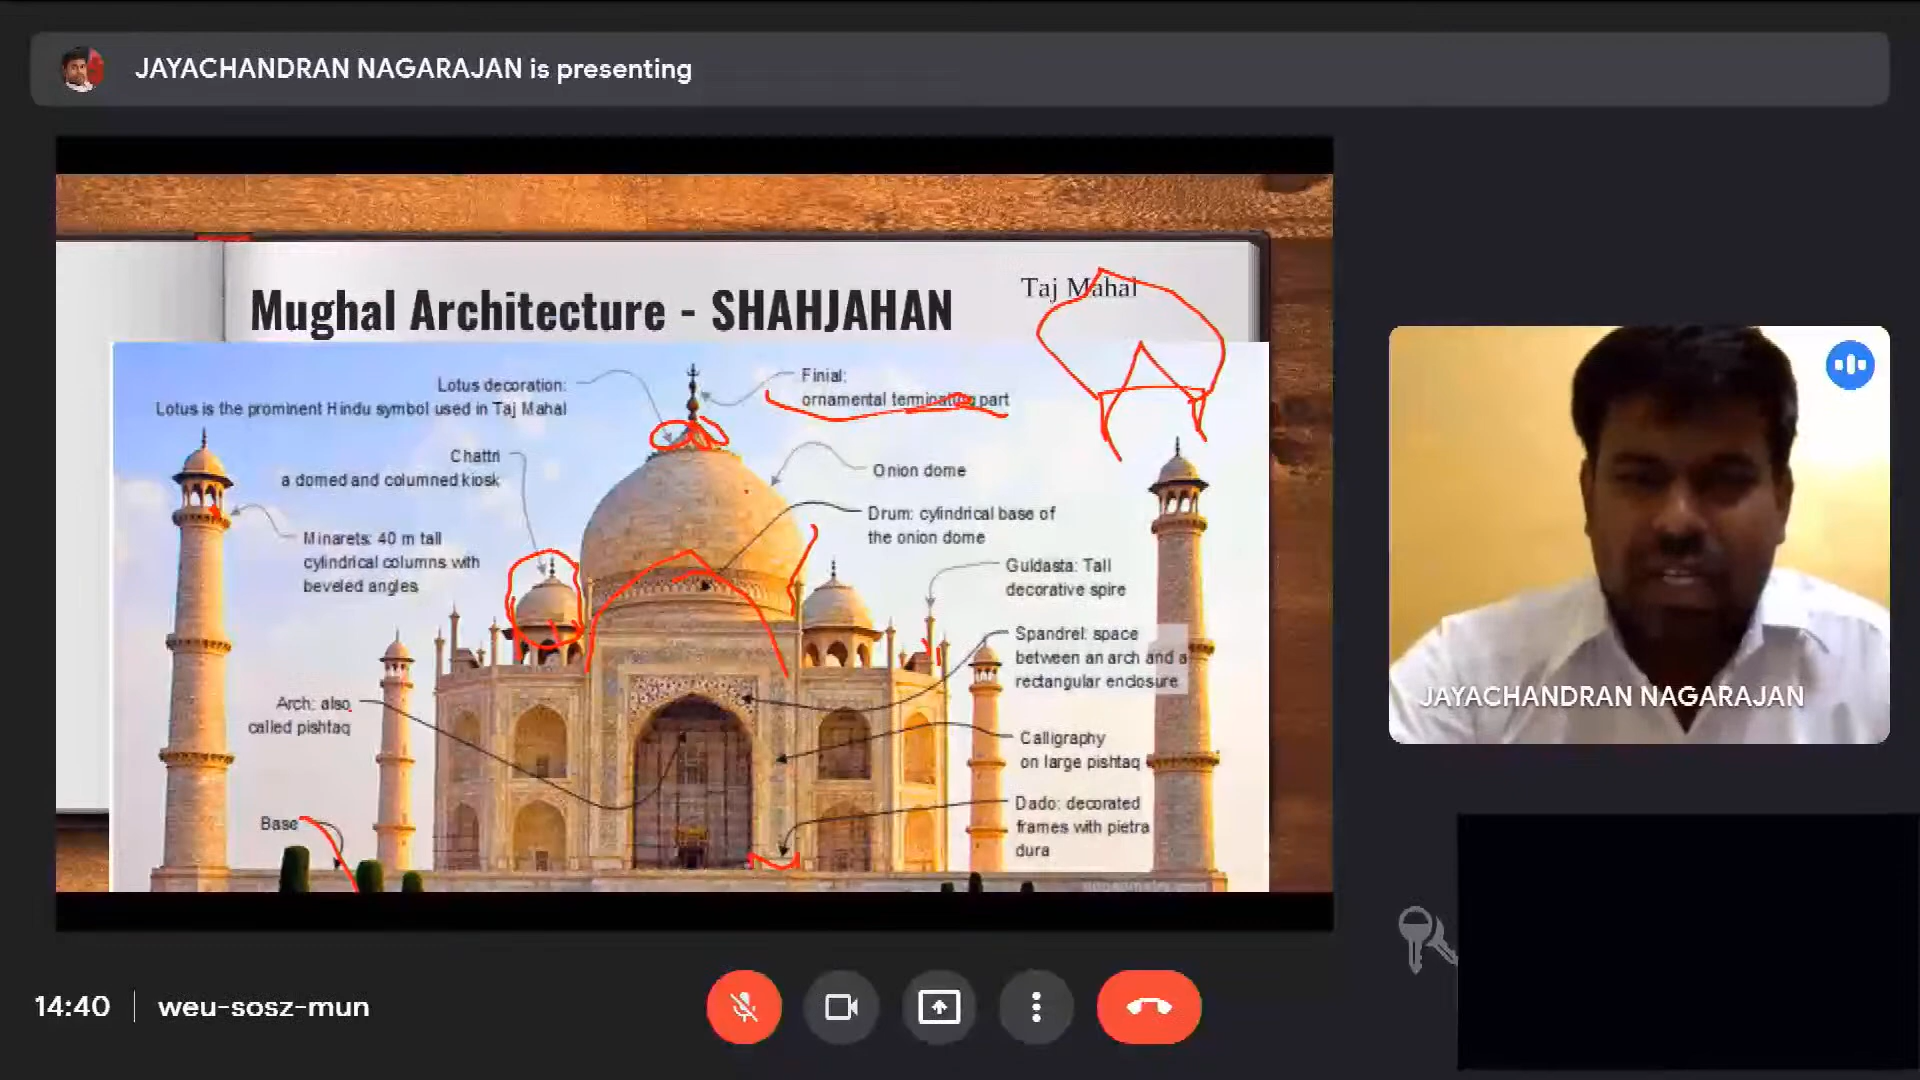 JAYACHANDRAN NAGARAJAN is presenting
Mughal Architecture - SHAHJAHAN
Taj Mahal
Lotus decoration:
Lotus is the prominent Hindu symbol used in Taj Mahal
Finial:
ornamental terminating part
Chattri
a domed and columned kiosk
Onion dome
Drum: cylindrical base of
the onion dome
Minarets: 40 m tall
cylindrical columns with
beveled angles
Guldasta: Tall
decorative spire
Spandrel: space
between an arch and a
rectangular enclosure
Arch: also
called pishtaq
Calligraphy
on large pishtaq
Dado: decorated
frames with pietra
dura
Base
JAYACHANDRAN NAGARAJAN
14:40
weu-sosz-mun